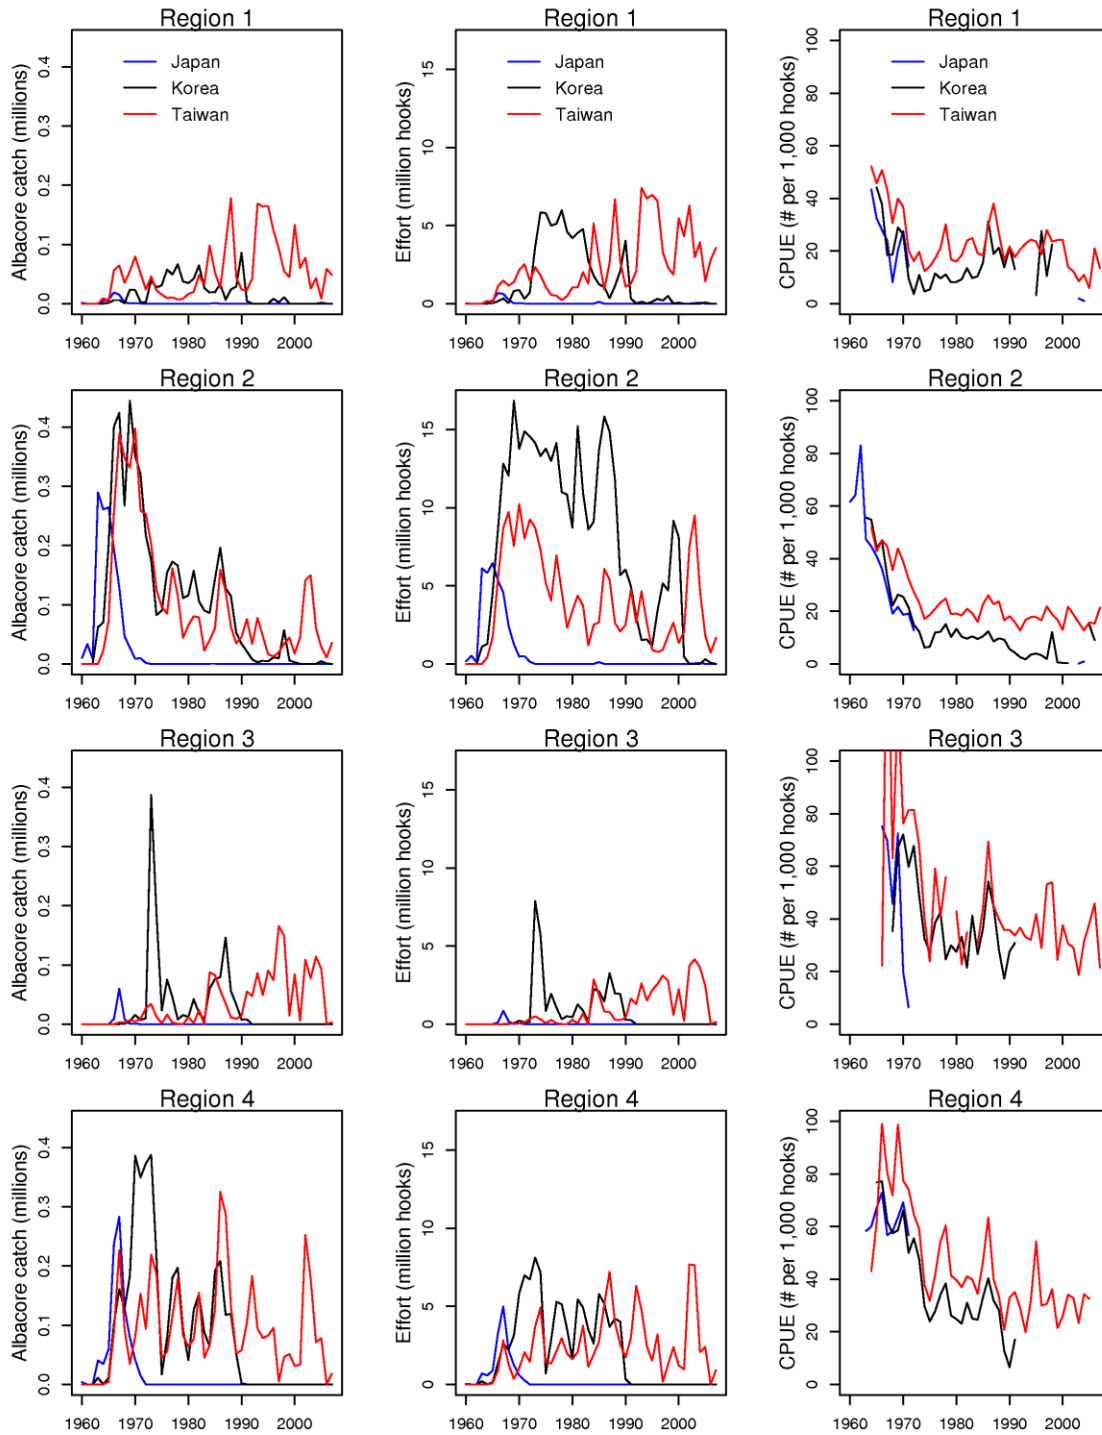 Region 1
Region 1
Region 1
Albacore catch (millions)
0.0 0.1 0.2 0.3 0.4
Japan
Korea
Taiwan
1960 1970 1980 1990 2000
Effort (million hooks)
0 5 10 15
Japan
Korea
Taiwan
1960 1970 1980 1990 2000
CPUE (# per 1,000 hooks)
0 20 40 60 80 100
Japan
Korea
Taiwan
1960 1970 1980 1990 2000
Region 2
Region 2
Region 2
Albacore catch (millions)
0.0 0.1 0.2 0.3 0.4
1960 1970 1980 1990 2000
Effort (million hooks)
0 5 10 15
1960 1970 1980 1990 2000
CPUE (# per 1,000 hooks)
0 20 40 60 80 100
1960 1970 1980 1990 2000
Region 3
Region 3
Region 3
Albacore catch (millions)
0.0 0.1 0.2 0.3 0.4
1960 1970 1980 1990 2000
Effort (million hooks)
0 5 10 15
1960 1970 1980 1990 2000
CPUE (# per 1,000 hooks)
0 20 40 60 80 100
1960 1970 1980 1990 2000
Region 4
Region 4
Region 4
Albacore catch (millions)
0.0 0.1 0.2 0.3 0.4
1960 1970 1980 1990 2000
Effort (million hooks)
0 5 10 15
1960 1970 1980 1990 2000
CPUE (# per 1,000 hooks)
0 20 40 60 80 100
1960 1970 1980 1990 2000